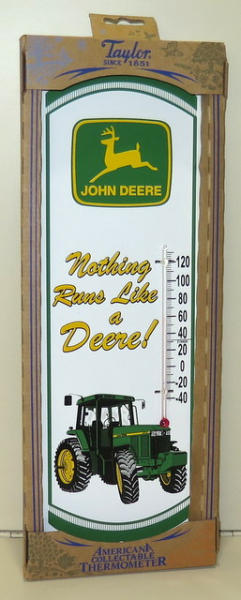 Taylor
SINCE 1851
JOHN DEERE
Nothing
Runs Like
a
Deere!
120
100
80
60
40
20
0
-20
-40
AMERICANA
COLLECTABLE
THERMOMETER